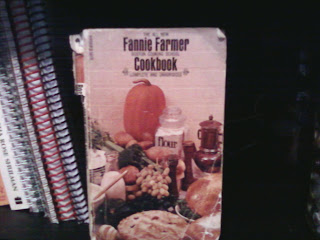 THE ALL NEW
Fannie Farmer
BOSTON COOKING SCHOOL
Cookbook
COMPLETE AND UNABRIDGED
Flour